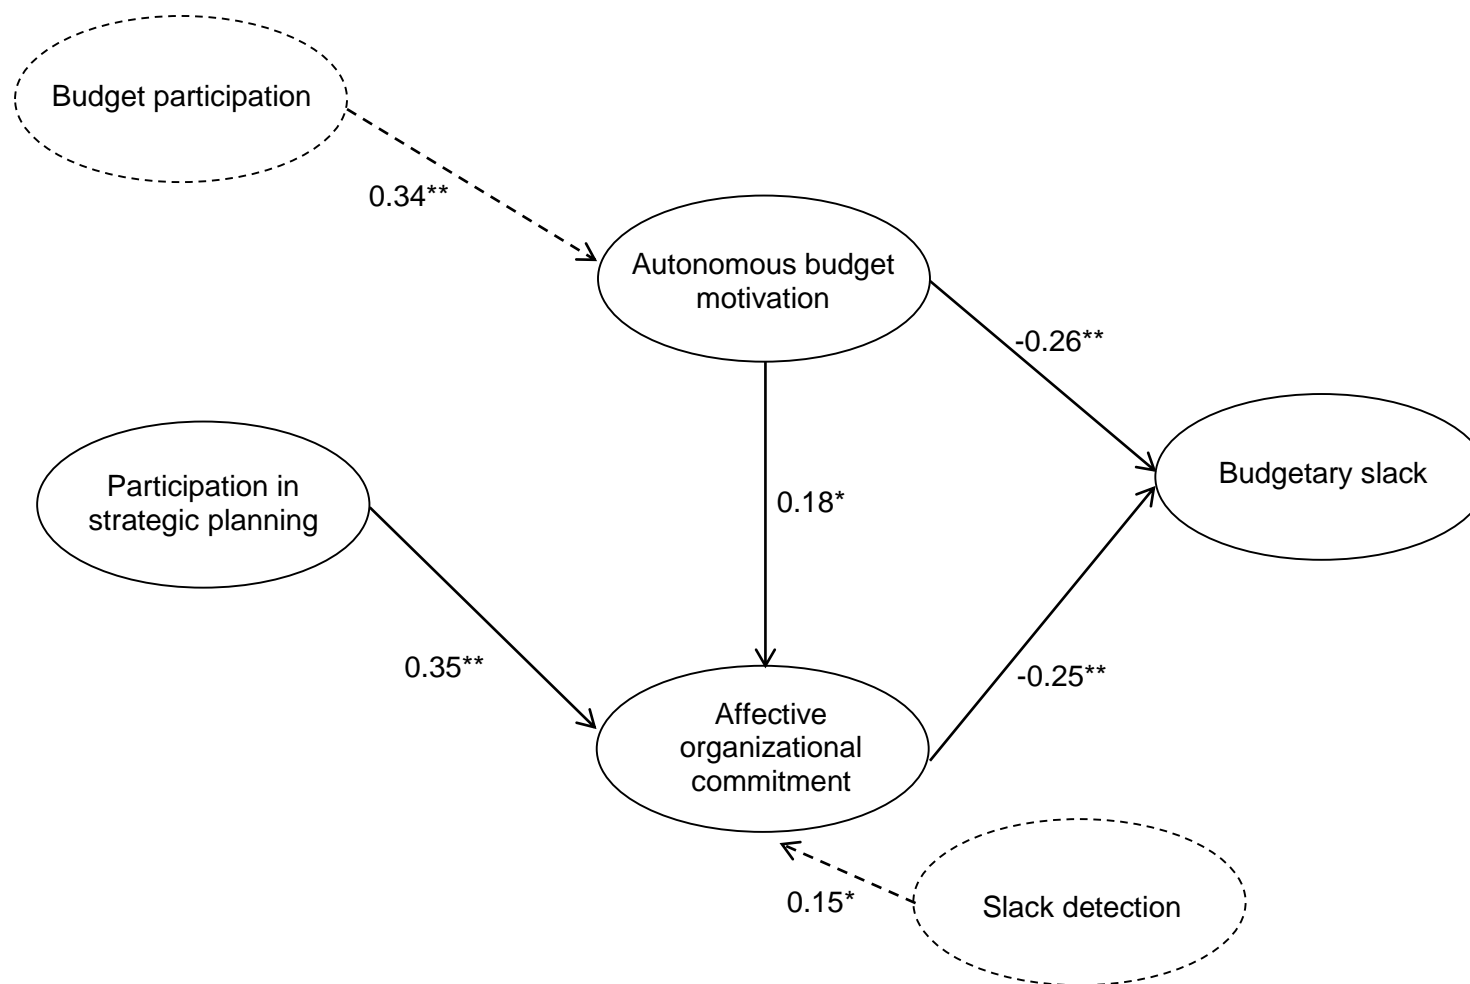 Budget participation
0.34**
Autonomous budget
motivation
-0.26**
Participation in
strategic planning
0.18*
Budgetary slack
0.35**
-0.25**
Affective
organizational
commitment
0.15*
Slack detection